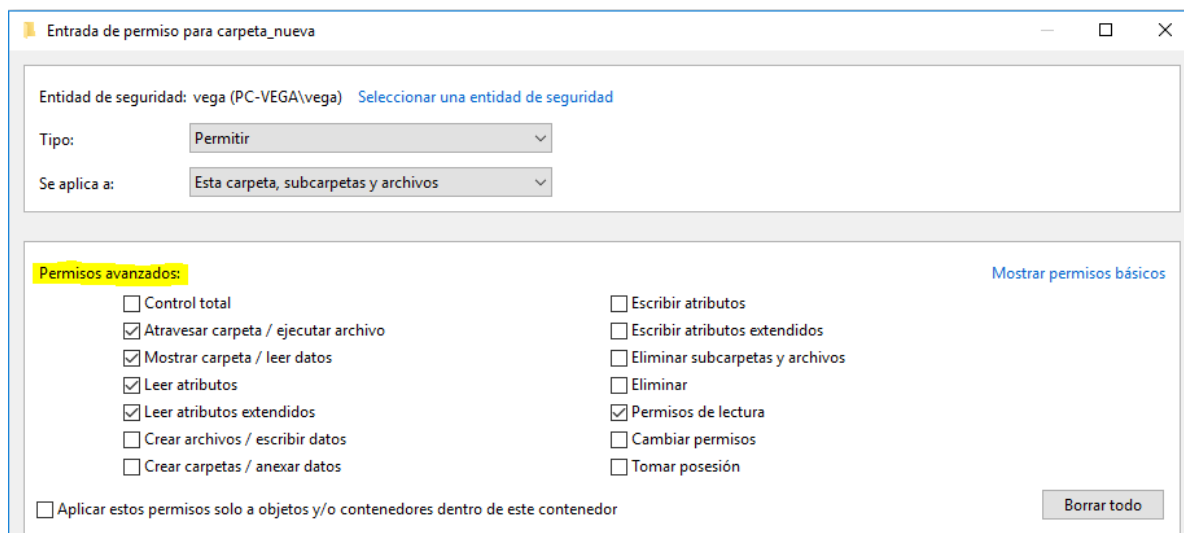 Entrada de permiso para carpeta_nueva
Entidad de seguridad: vega (PC-VEGA\vega) Seleccionar una entidad de seguridad
Tipo: Permitir
Se aplica a: Esta carpeta, subcarpetas y archivos
Permisos avanzados: Mostrar permisos básicos
Control total Escribir atributos
Atravesar carpeta / ejecutar archivo Escribir atributos extendidos
Mostrar carpeta / leer datos Eliminar subcarpetas y archivos
Leer atributos Eliminar
Leer atributos extendidos Permisos de lectura
Crear archivos / escribir datos Cambiar permisos
Crear carpetas / anexar datos Tomar posesión
Aplicar estos permisos solo a objetos y/o contenedores dentro de este contenedor Borrar todo